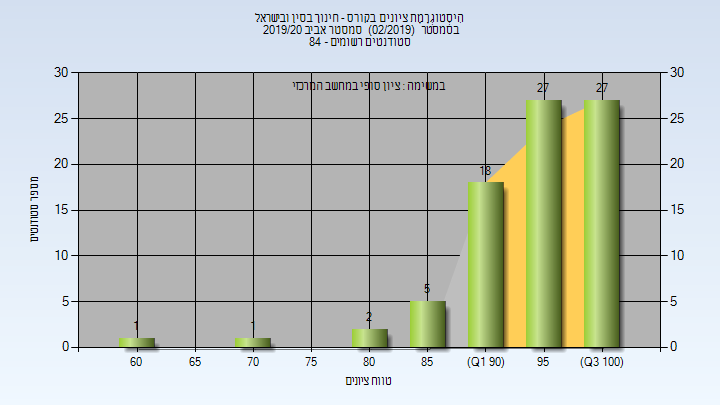 היסטוגרמת ציונים בקורס - חינוך בסין ובישראל
בסמסטר (02/2019) סמסטר אביב 2019/20
סטודנטים רשומים - 84
במשימה : ציון סופי במחשב המרכזי
30 30
25 25
20 20
15 15
10 10
5 5
0 0
1 1 2 5 18 27 27
60 65 70 75 80 85 (Q1 90) 95 (Q3 100)
מספר סטודנטים
טווח ציונים